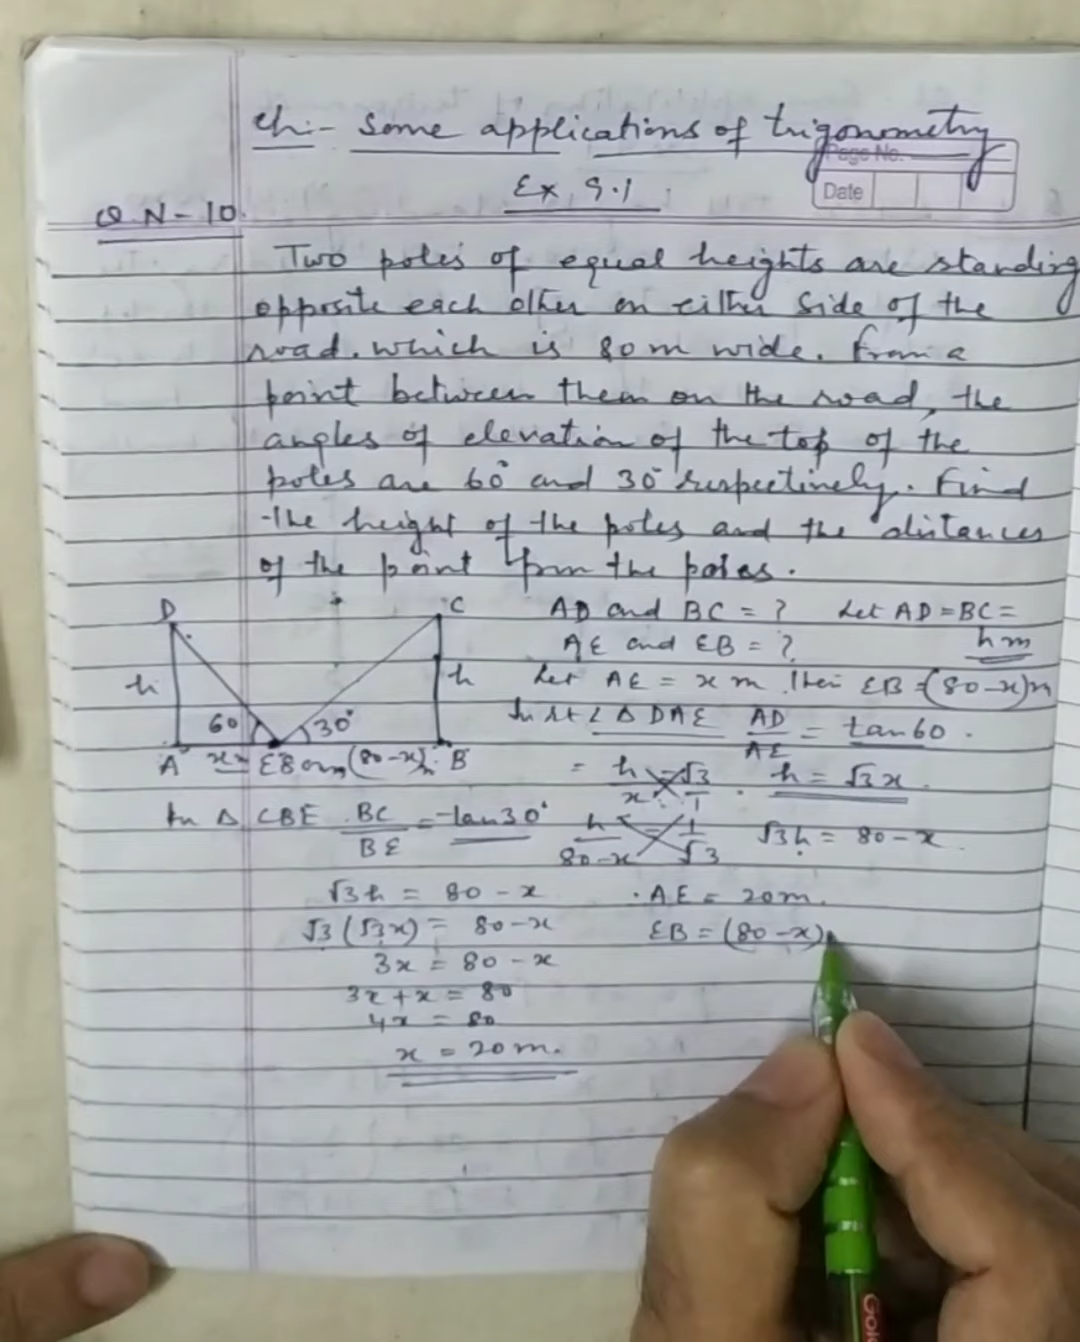 Ch:- Some applications of trigonometry
Page No.
Date
Ex 9.1
Q N - 10.
Two poles of equal heights are standing
opposite each other on either side of the
road. which is 80 m wide. From a
point between them on the road, the
angles of elevation of the top of the
poles are 60° and 30° respectively. Find
the height of the poles and the distances
of the point from the poles.
D C AD and BC = ? Let AD = BC =
AE and EB = ? h m
h h Let AE = x m then EB = (80-x)m
60 30° In rt ∠ Δ DAE AD/AE = tan 60.
A x E 80m (80-x)m B
= h/x = √3/1 . h = √3x.
In Δ CBE BC/BE = tan 30° h/80-x = 1/√3 √3h = 80 - x
√3h = 80 - x . AE = 20m.
√3 (√3x) = 80-x EB = (80-x)
3x = 80 - x
3x + x = 80
4x = 80
x = 20 m.